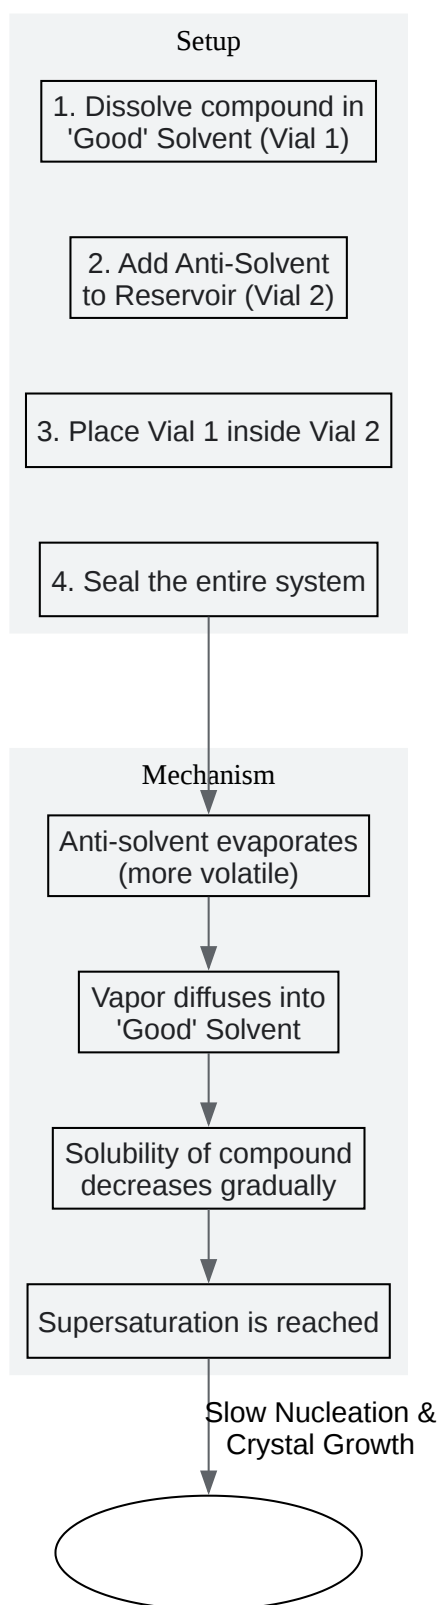 Setup
1. Dissolve compound in
'Good' Solvent (Vial 1)
2. Add Anti-Solvent
to Reservoir (Vial 2)
3. Place Vial 1 inside Vial 2
4. Seal the entire system
Mechanism
Anti-solvent evaporates
(more volatile)
Vapor diffuses into
'Good' Solvent
Solubility of compound
decreases gradually
Supersaturation is reached
Slow Nucleation &
Crystal Growth